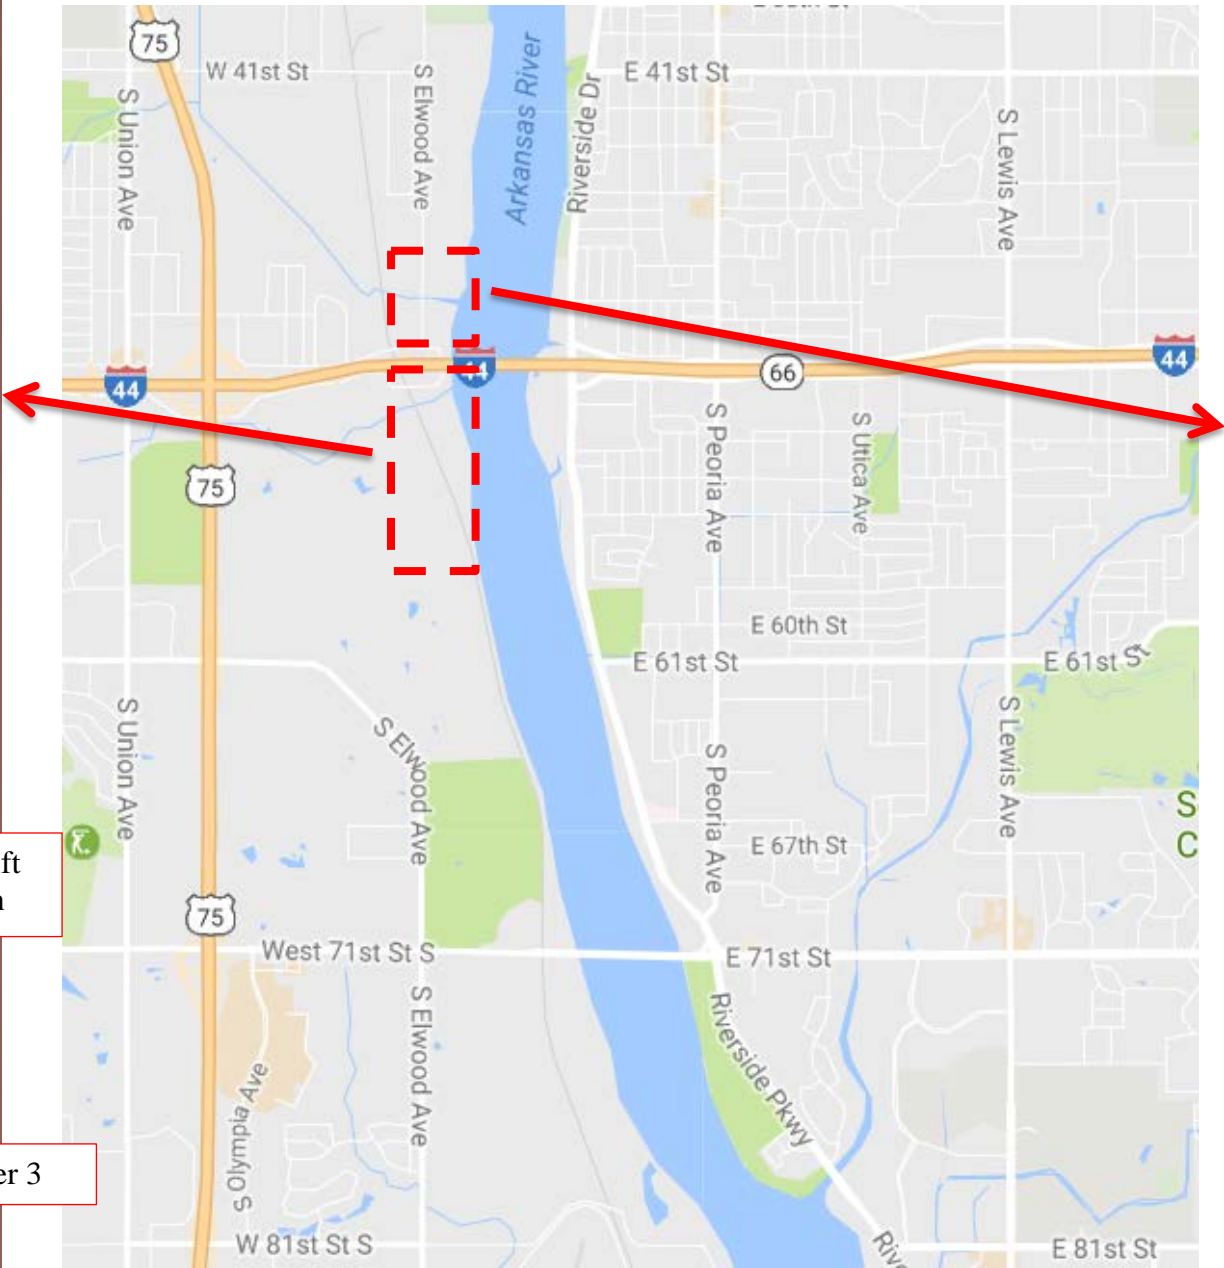 75
W 41st St
S Elwood Ave
Arkansas River
Riverside Dr
E 41st St
S Union Ave
S Lewis Ave
44
44
66
44
75
S Peoria Ave
S Utica Ave
E 60th St
E 61st St
E 61st St
S Union Ave
S Elwood Ave
S Peoria Ave
S Lewis Ave
S
C
E 67th St
ft
75
West 71st St S
E 71st St
S Elwood Ave
Riverside Pkwy
S Olympia Ave
er 3
W 81st St S
Rive
E 81st St